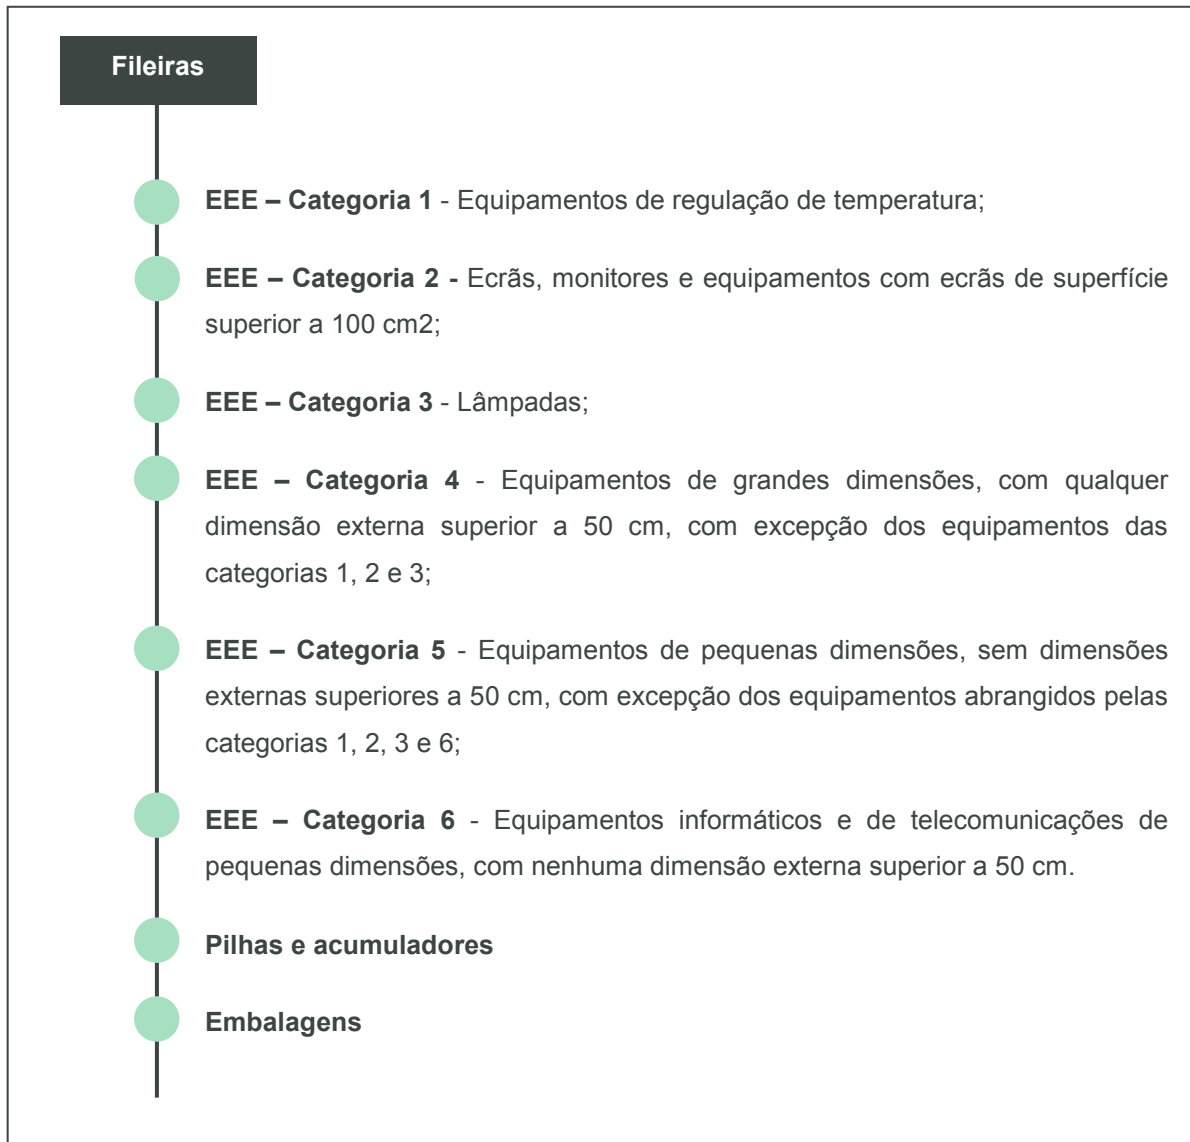 Fileiras
EEE – Categoria 1 - Equipamentos de regulação de temperatura;
EEE – Categoria 2 - Ecrãs, monitores e equipamentos com ecrãs de superfície
superior a 100 cm2;
EEE – Categoria 3 - Lâmpadas;
EEE – Categoria 4 - Equipamentos de grandes dimensões, com qualquer
dimensão externa superior a 50 cm, com excepção dos equipamentos das
categorias 1, 2 e 3;
EEE – Categoria 5 - Equipamentos de pequenas dimensões, sem dimensões
externas superiores a 50 cm, com excepção dos equipamentos abrangidos pelas
categorias 1, 2, 3 e 6;
EEE – Categoria 6 - Equipamentos informáticos e de telecomunicações de
pequenas dimensões, com nenhuma dimensão externa superior a 50 cm.
Pilhas e acumuladores
Embalagens